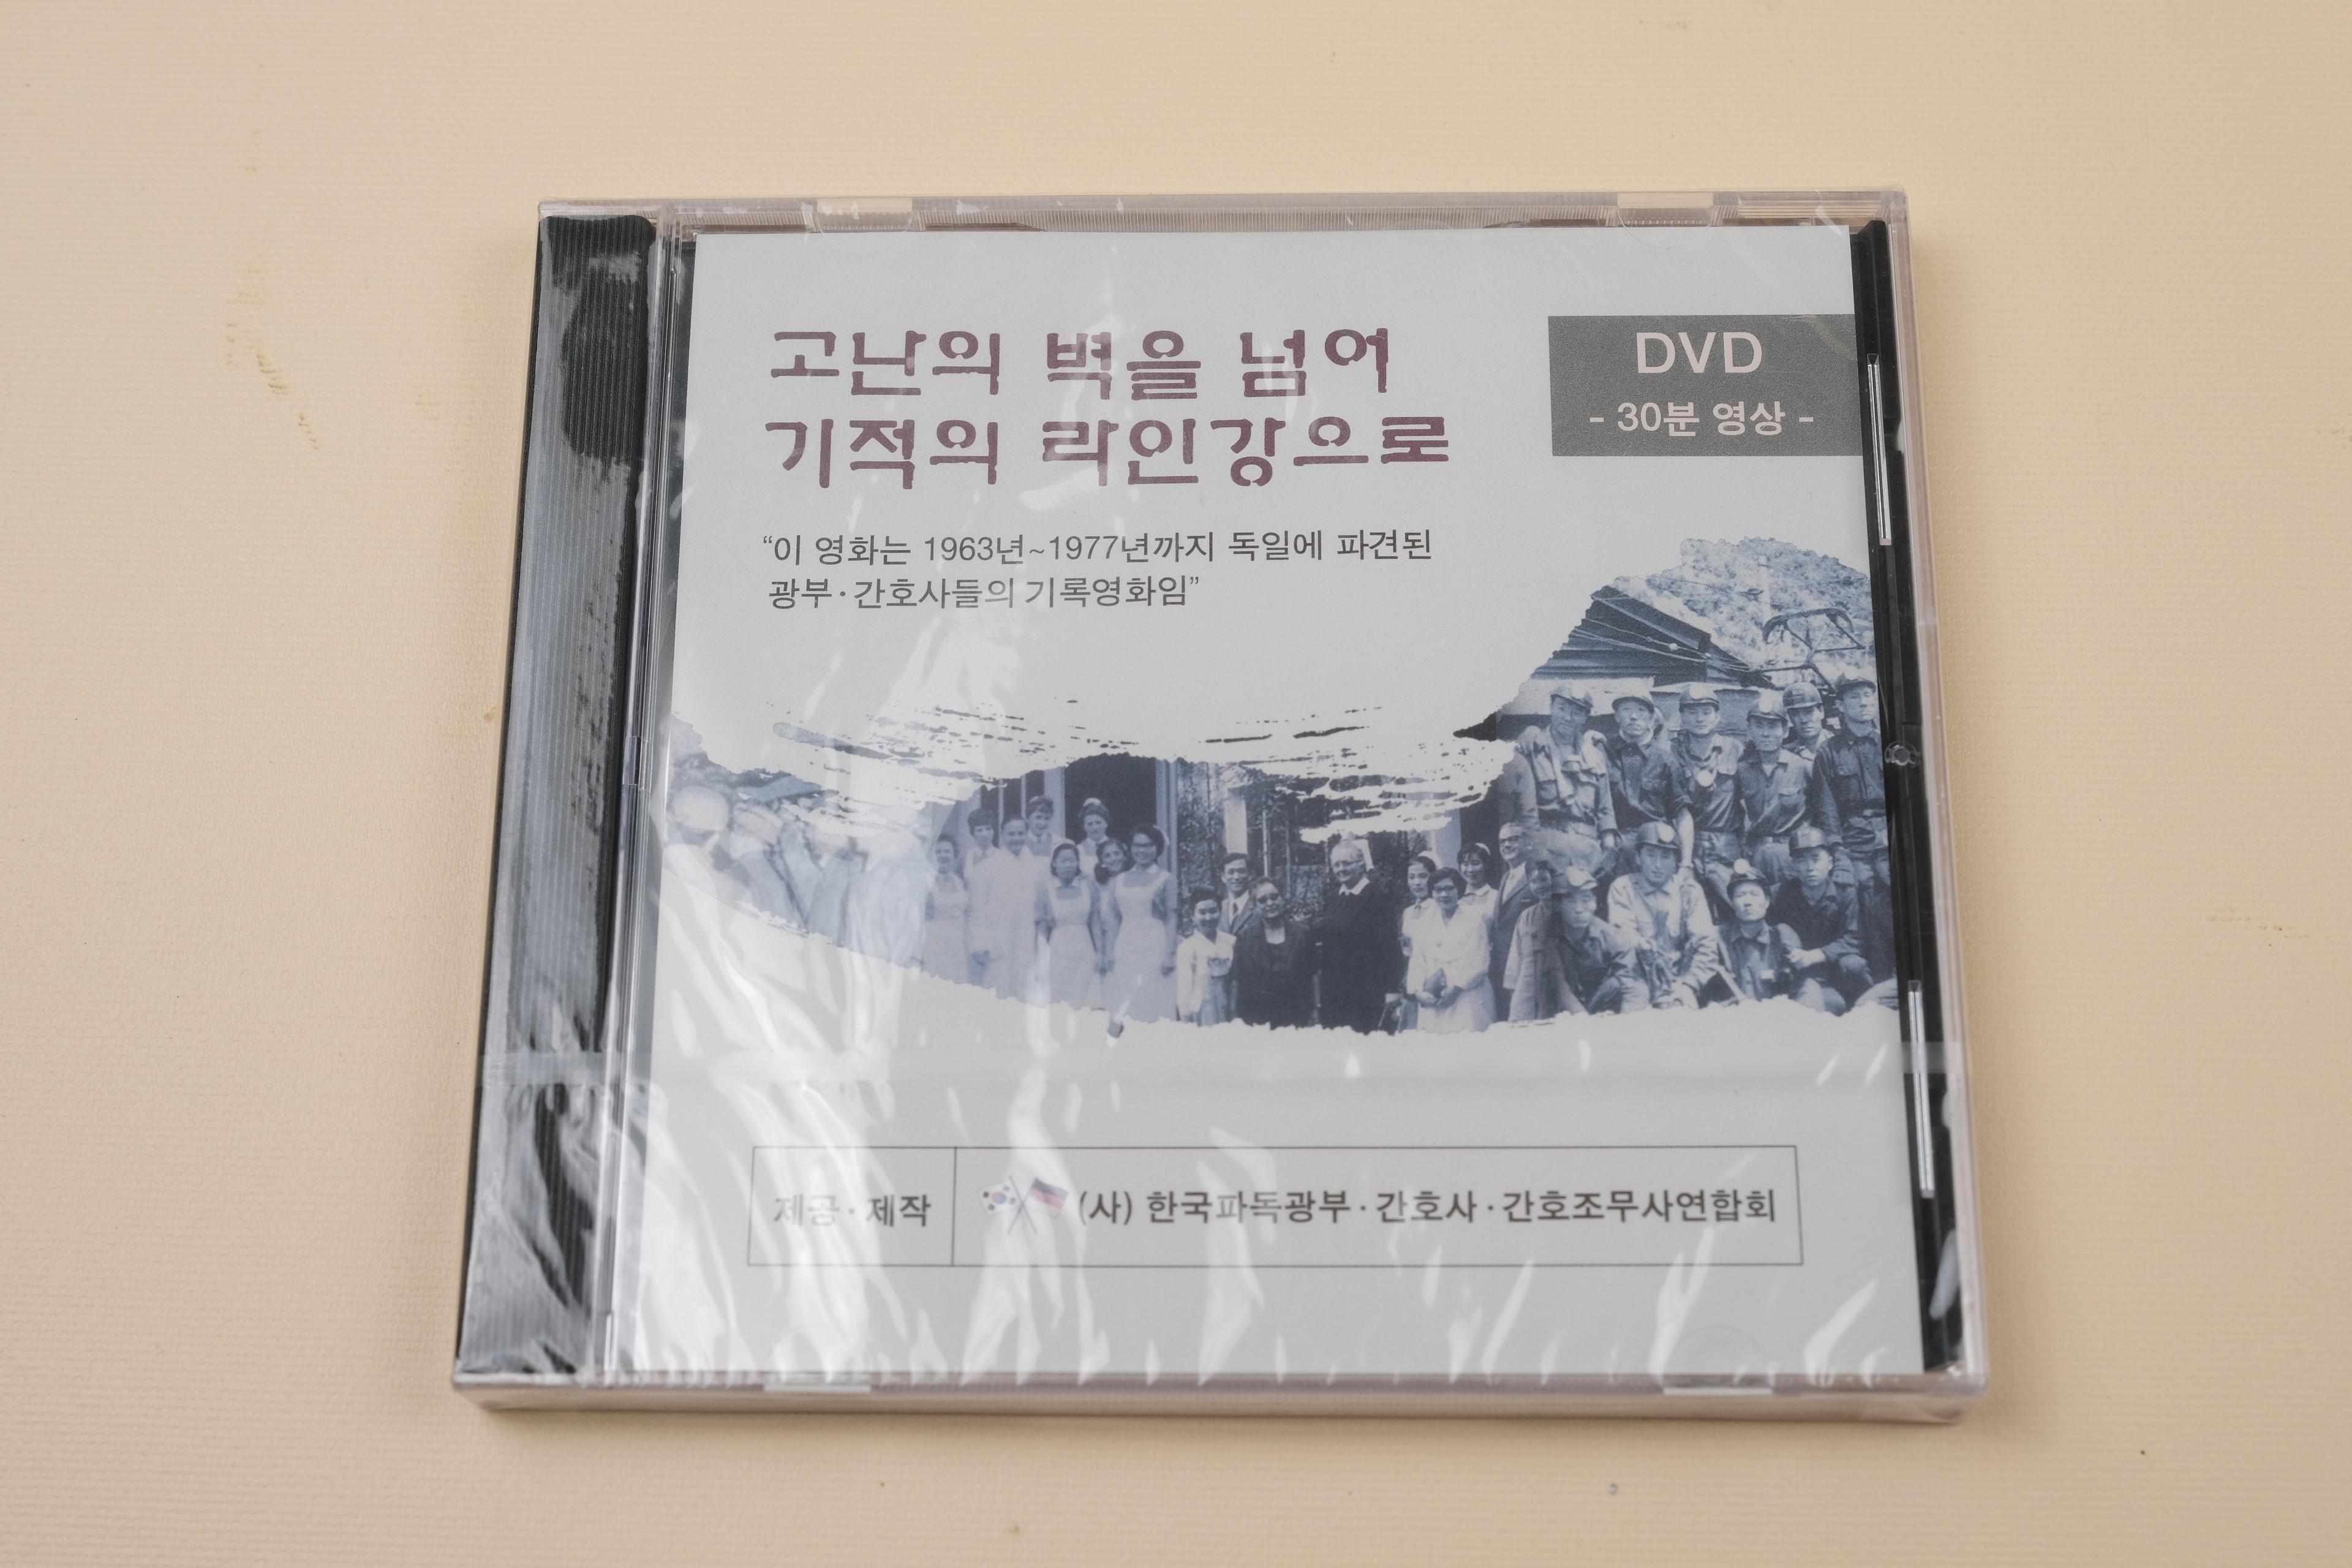 고난의 벽을 넘어
기적의 라인강으로
DVD
- 30분 영상 -
“이 영화는 1963년~1977년까지 독일에 파견된
광부·간호사들의 기록영화임”
제공·제작
(사) 한국파독광부·간호사·간호조무사연합회